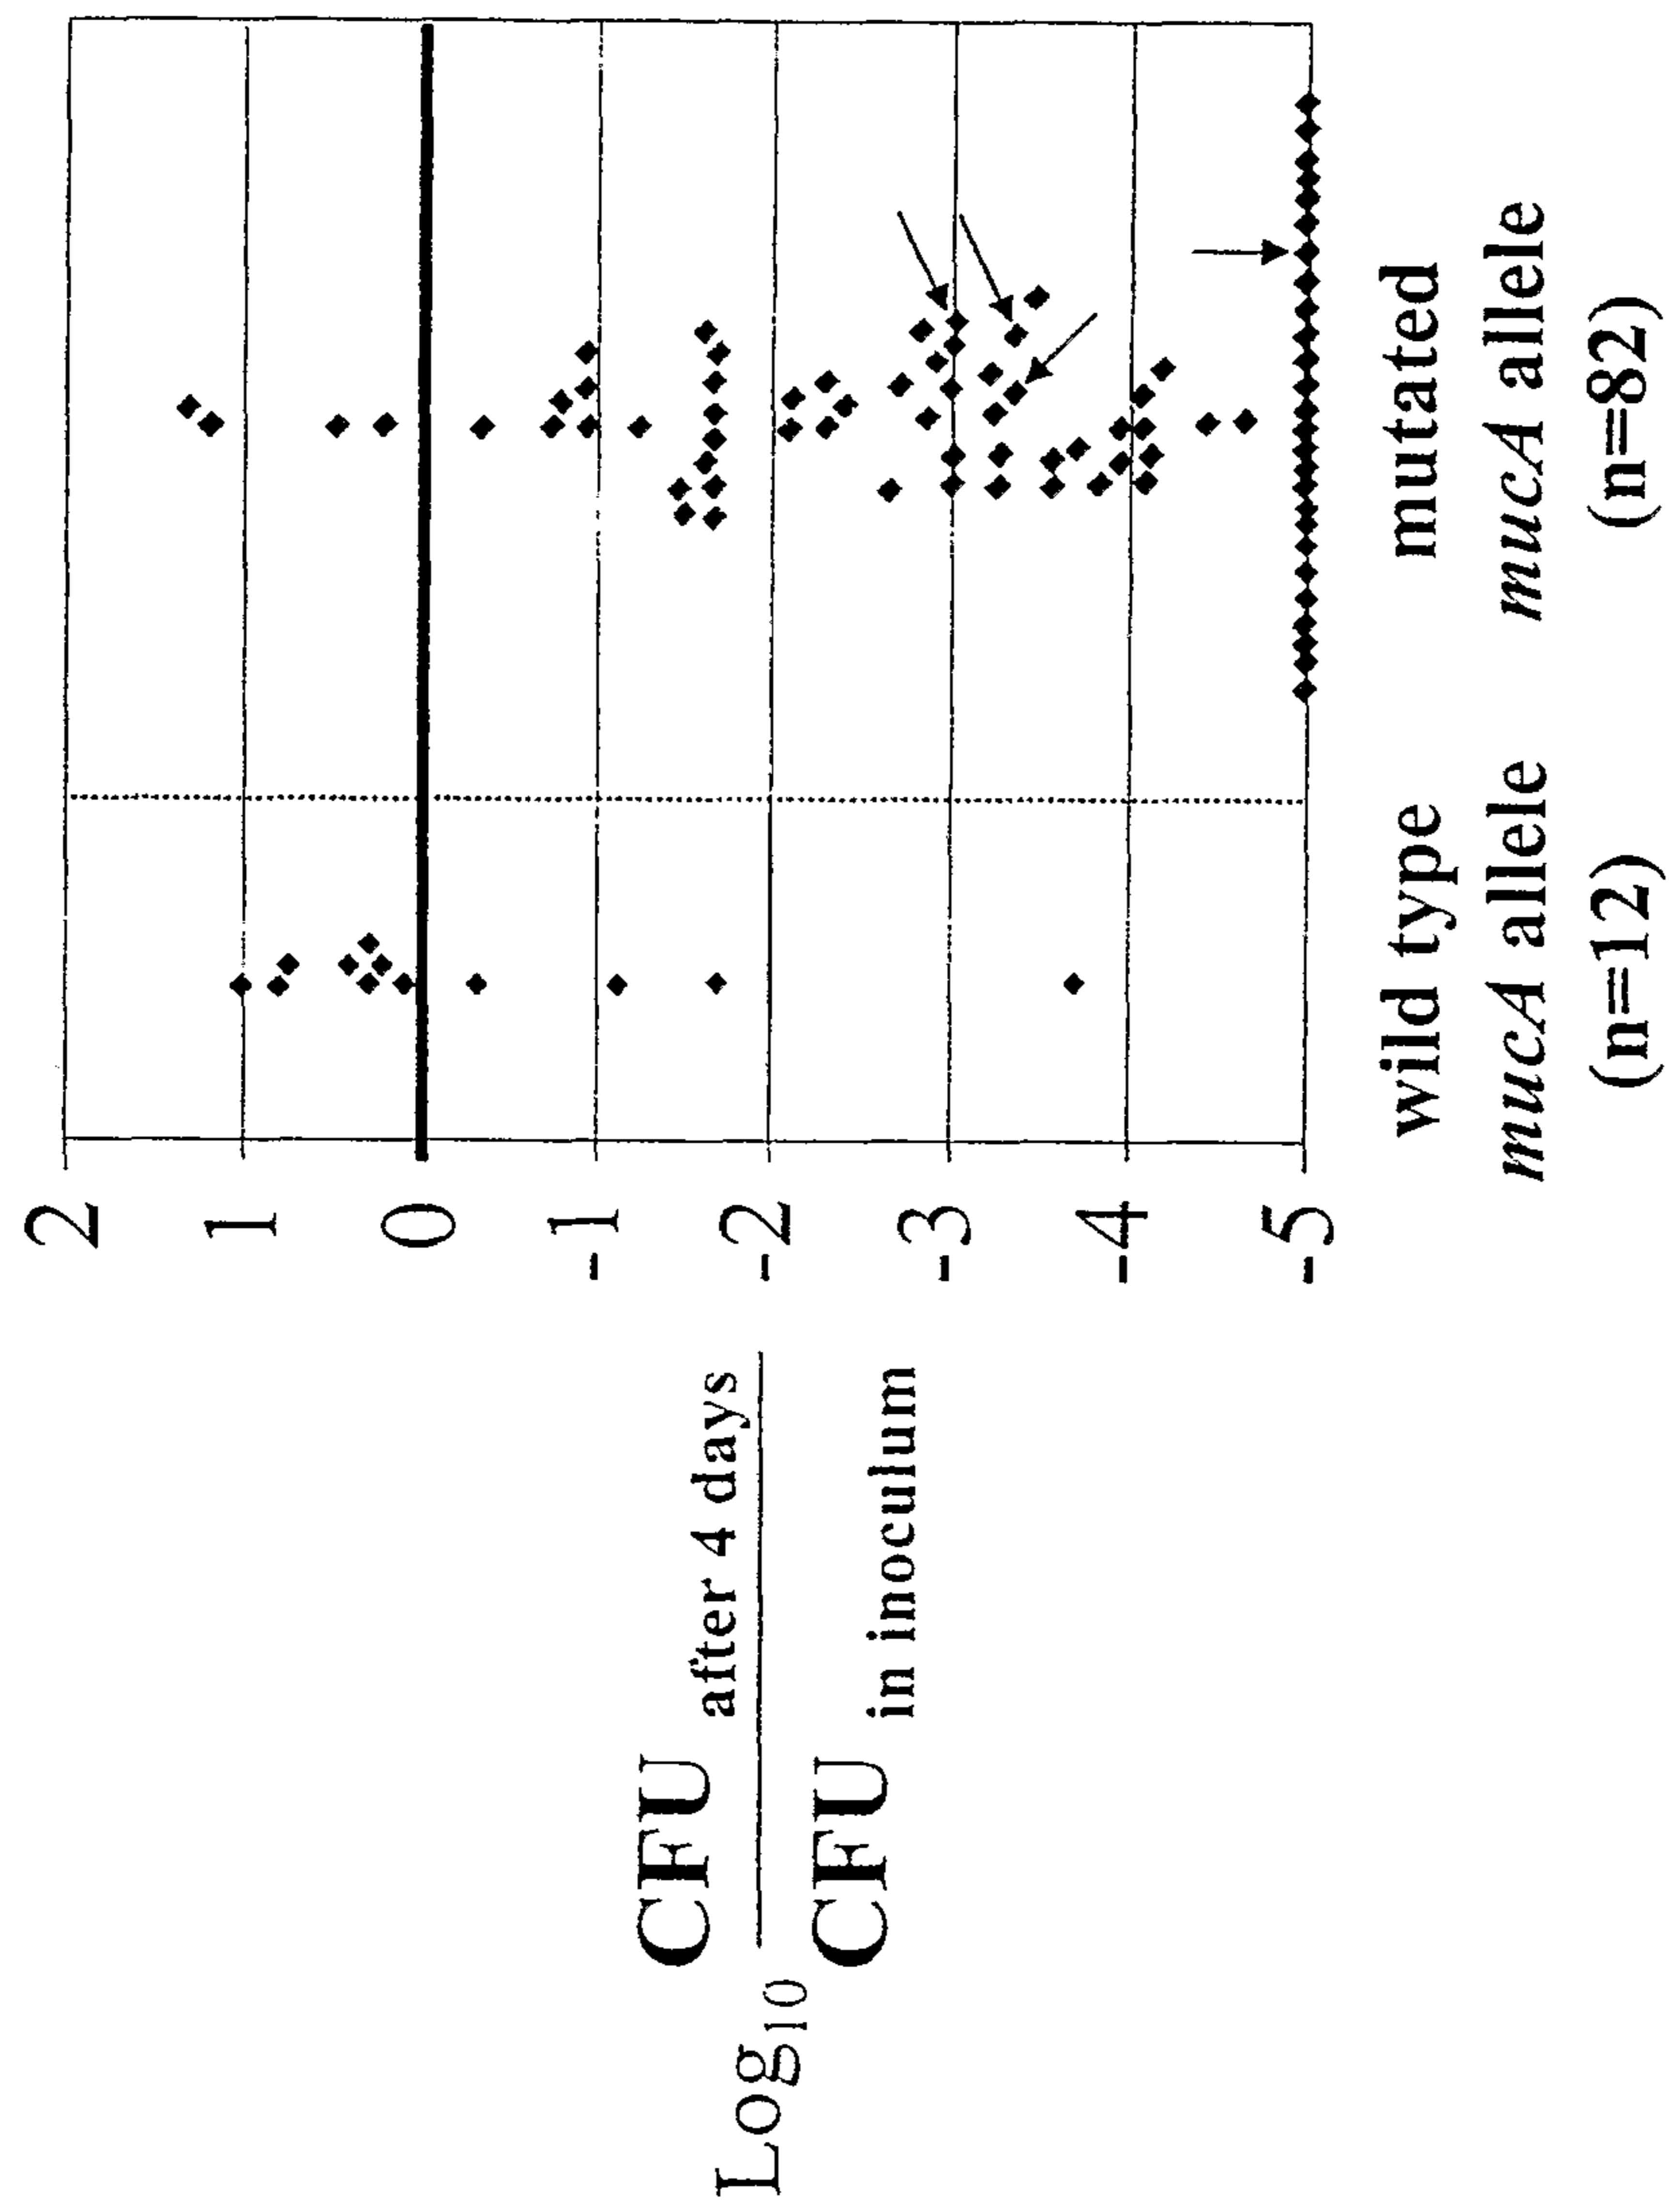 Log10
CFU after 4 days
CFU in inoculum
2
1
0
-1
-2
-3
-4
-5
wild type
mucA allele
(n=12)
mutated
mucA allele
(n=82)